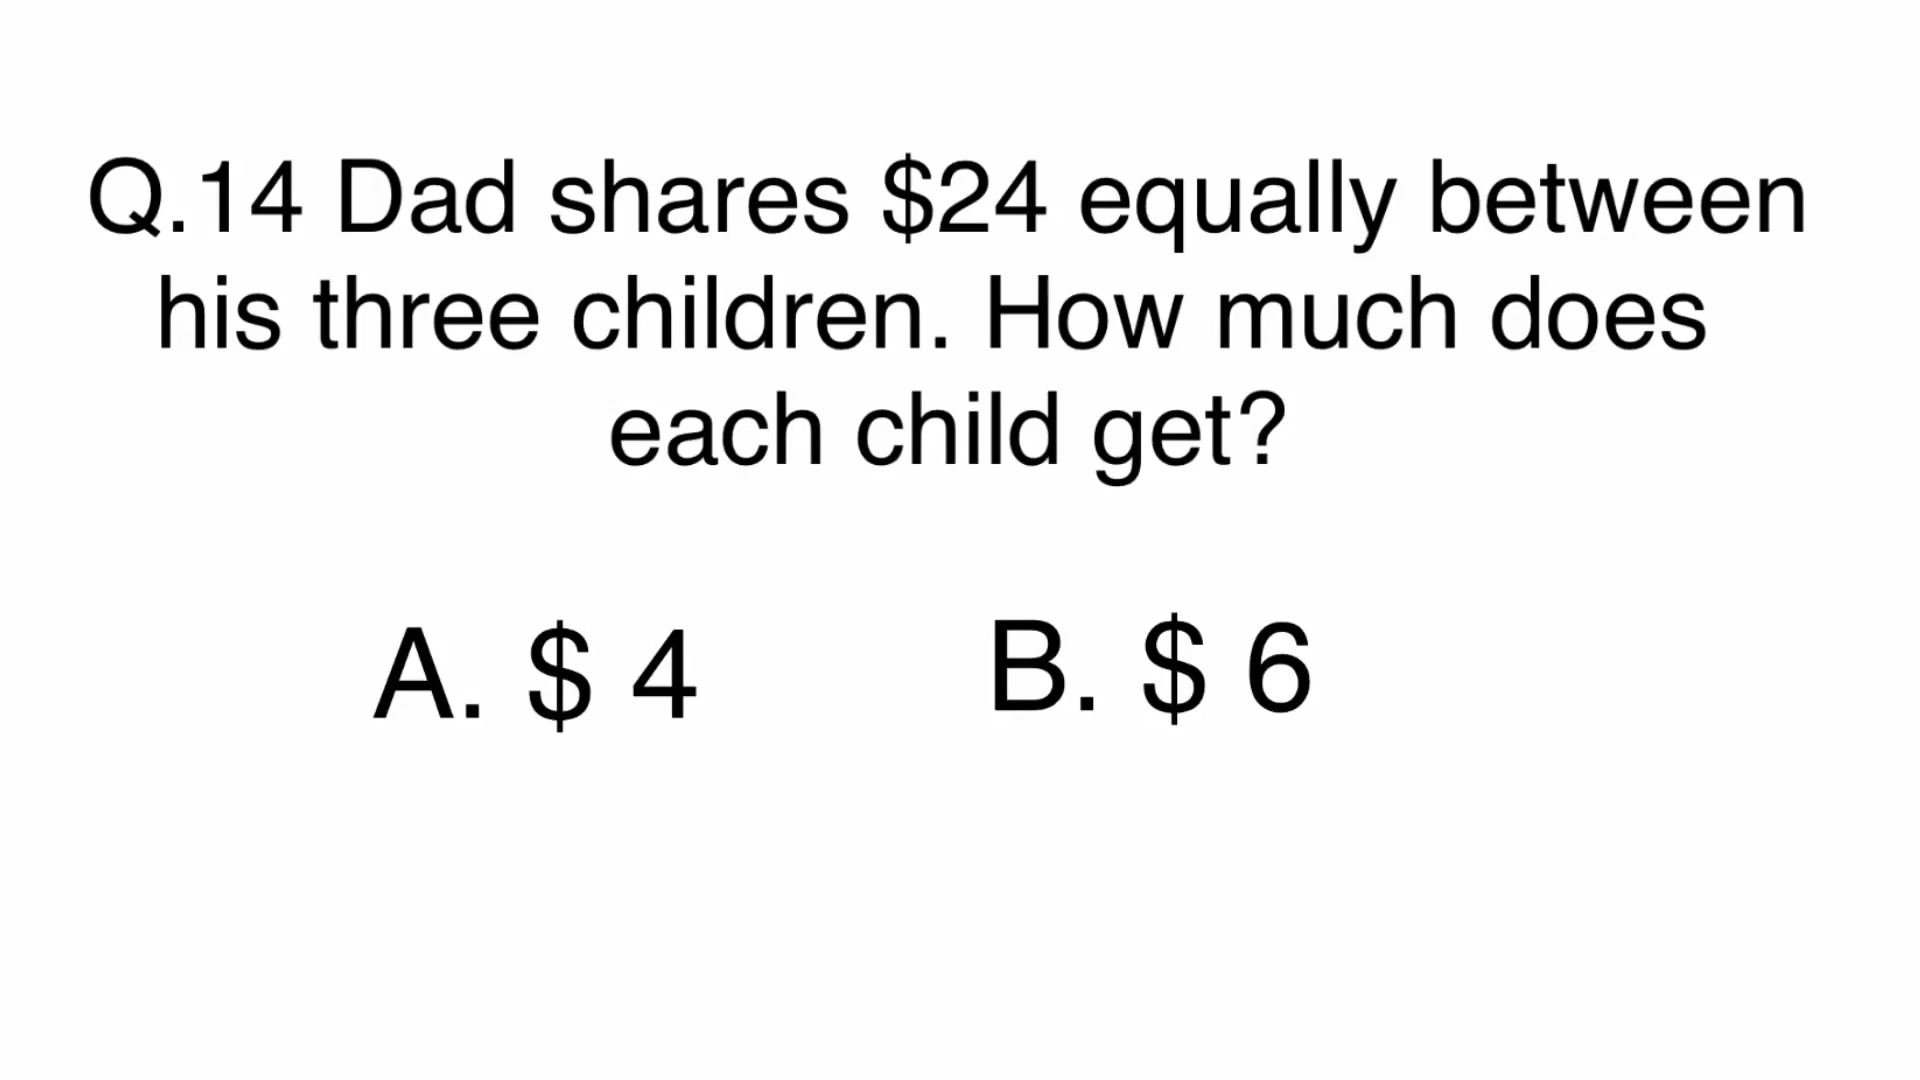 Q.14 Dad shares $24 equally between
his three children. How much does
each child get?
A. $ 4 B. $ 6